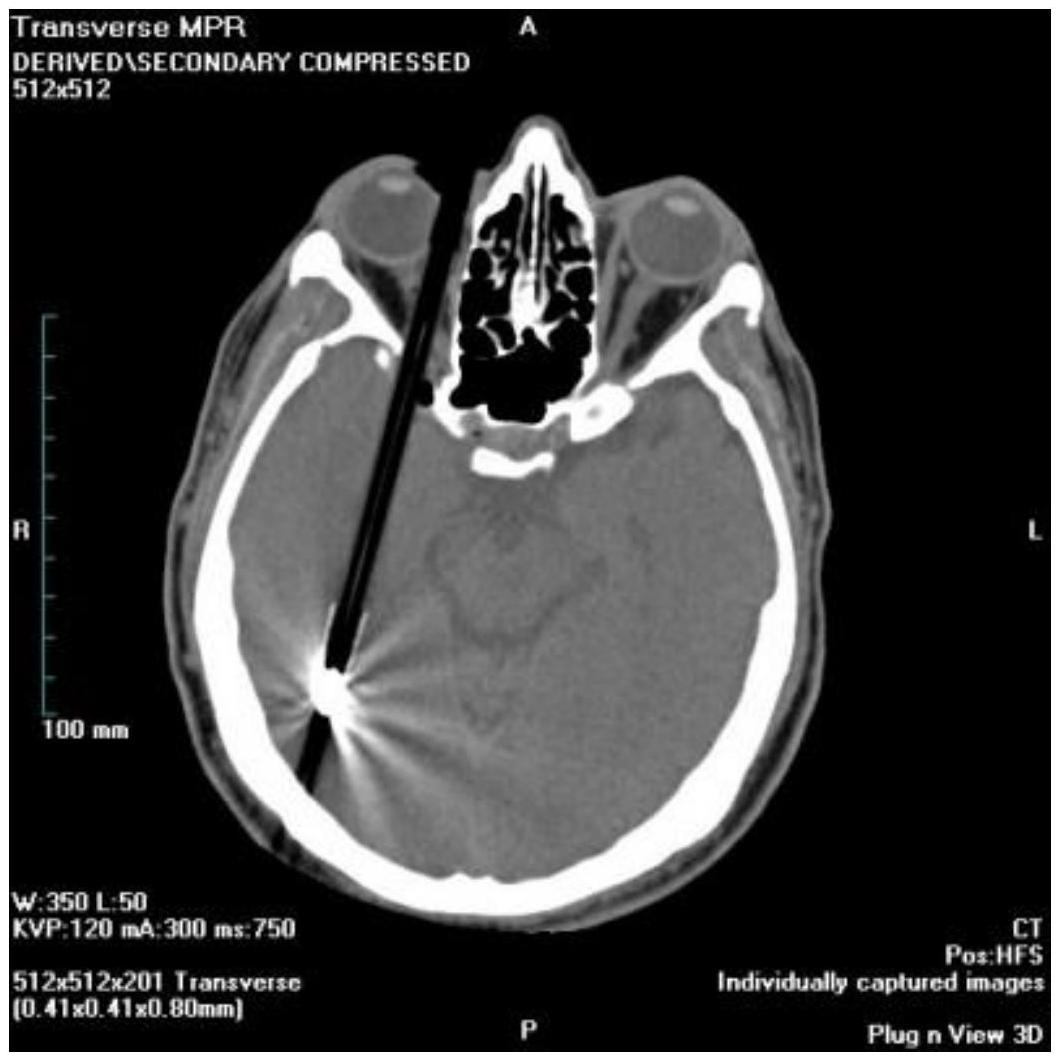 Transverse MPR
DERIVED\SECONDARY COMPRESSED
512x512
A
R
L
100 mm
W:350 L:50
KVP:120 mA:300 ms:750
512x512x201 Transverse
(0.41x0.41x0.80mm)
CT
Pos:HFS
Individually captured images
P
Plug n View 3D